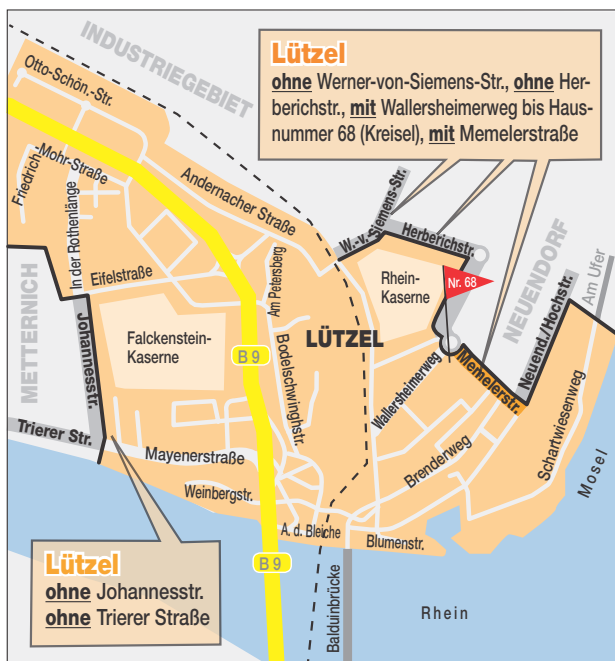 INDUSTRIEGEBIET
Lützel
ohne Werner-von-Siemens-Str., ohne Her-
berichstr., mit Wallersheimerweg bis Haus-
nummer 68 (Kreisel), mit Memelerstraße
Otto-Schön.-Str.
Friedrich-
-Mohr-Straße
In der Rothenlänge
Andernacher Straße
W.-v.-Siemens-Str.
Herberichstr.
NEUENDORF
Am Ufer
Eifelstraße
Am Petersberg
Rhein-
Kaserne
Nr. 68
METTERNICH
Johannesstr.
Falckenstein-
Kaserne
B 9
Bodelschwinghstr.
LÜTZEL
Wallersheimerweg
Memelerstr.
Neuend./Hochstr.
Trierer Str.
Mayenerstraße
Weinbergstr.
Brenderweg
Schartwiesenweg
Mosel
A. d. Bleiche
Blumenstr.
B 9
Balduinbrücke
Rhein
Lützel
ohne Johannesstr.
ohne Trierer Straße